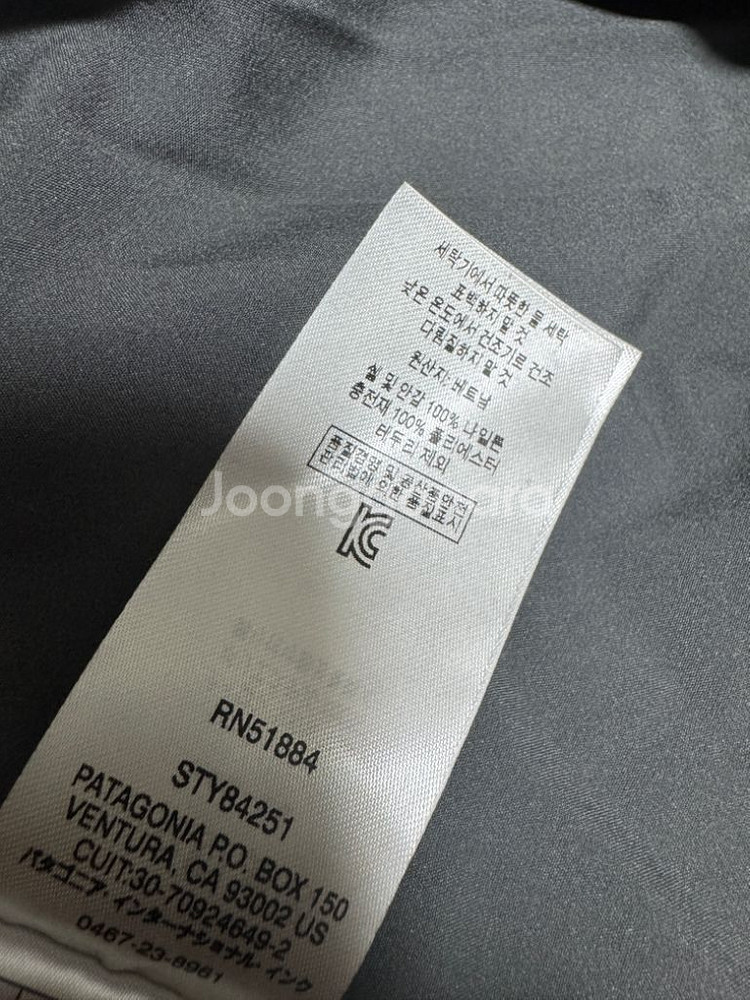 세탁기에서 따뜻한 물 세탁
표백하지 말 것
낮은 온도에서 건조기로 건조
다림질하지 말 것
원산지: 베트남
쉘 및 안감 100% 나일론
충전재 100% 폴리에스터
테두리 제외
품질경영 및 공산품안전
관리법에 의한 품질표시
KC
RN51884
STY84251
PATAGONIA P.O. BOX 150
VENTURA, CA 93002 US
CUIT:30-70924649-2
パタゴニア・インターナショナル・インク
0467-23-8961
Joong
ara